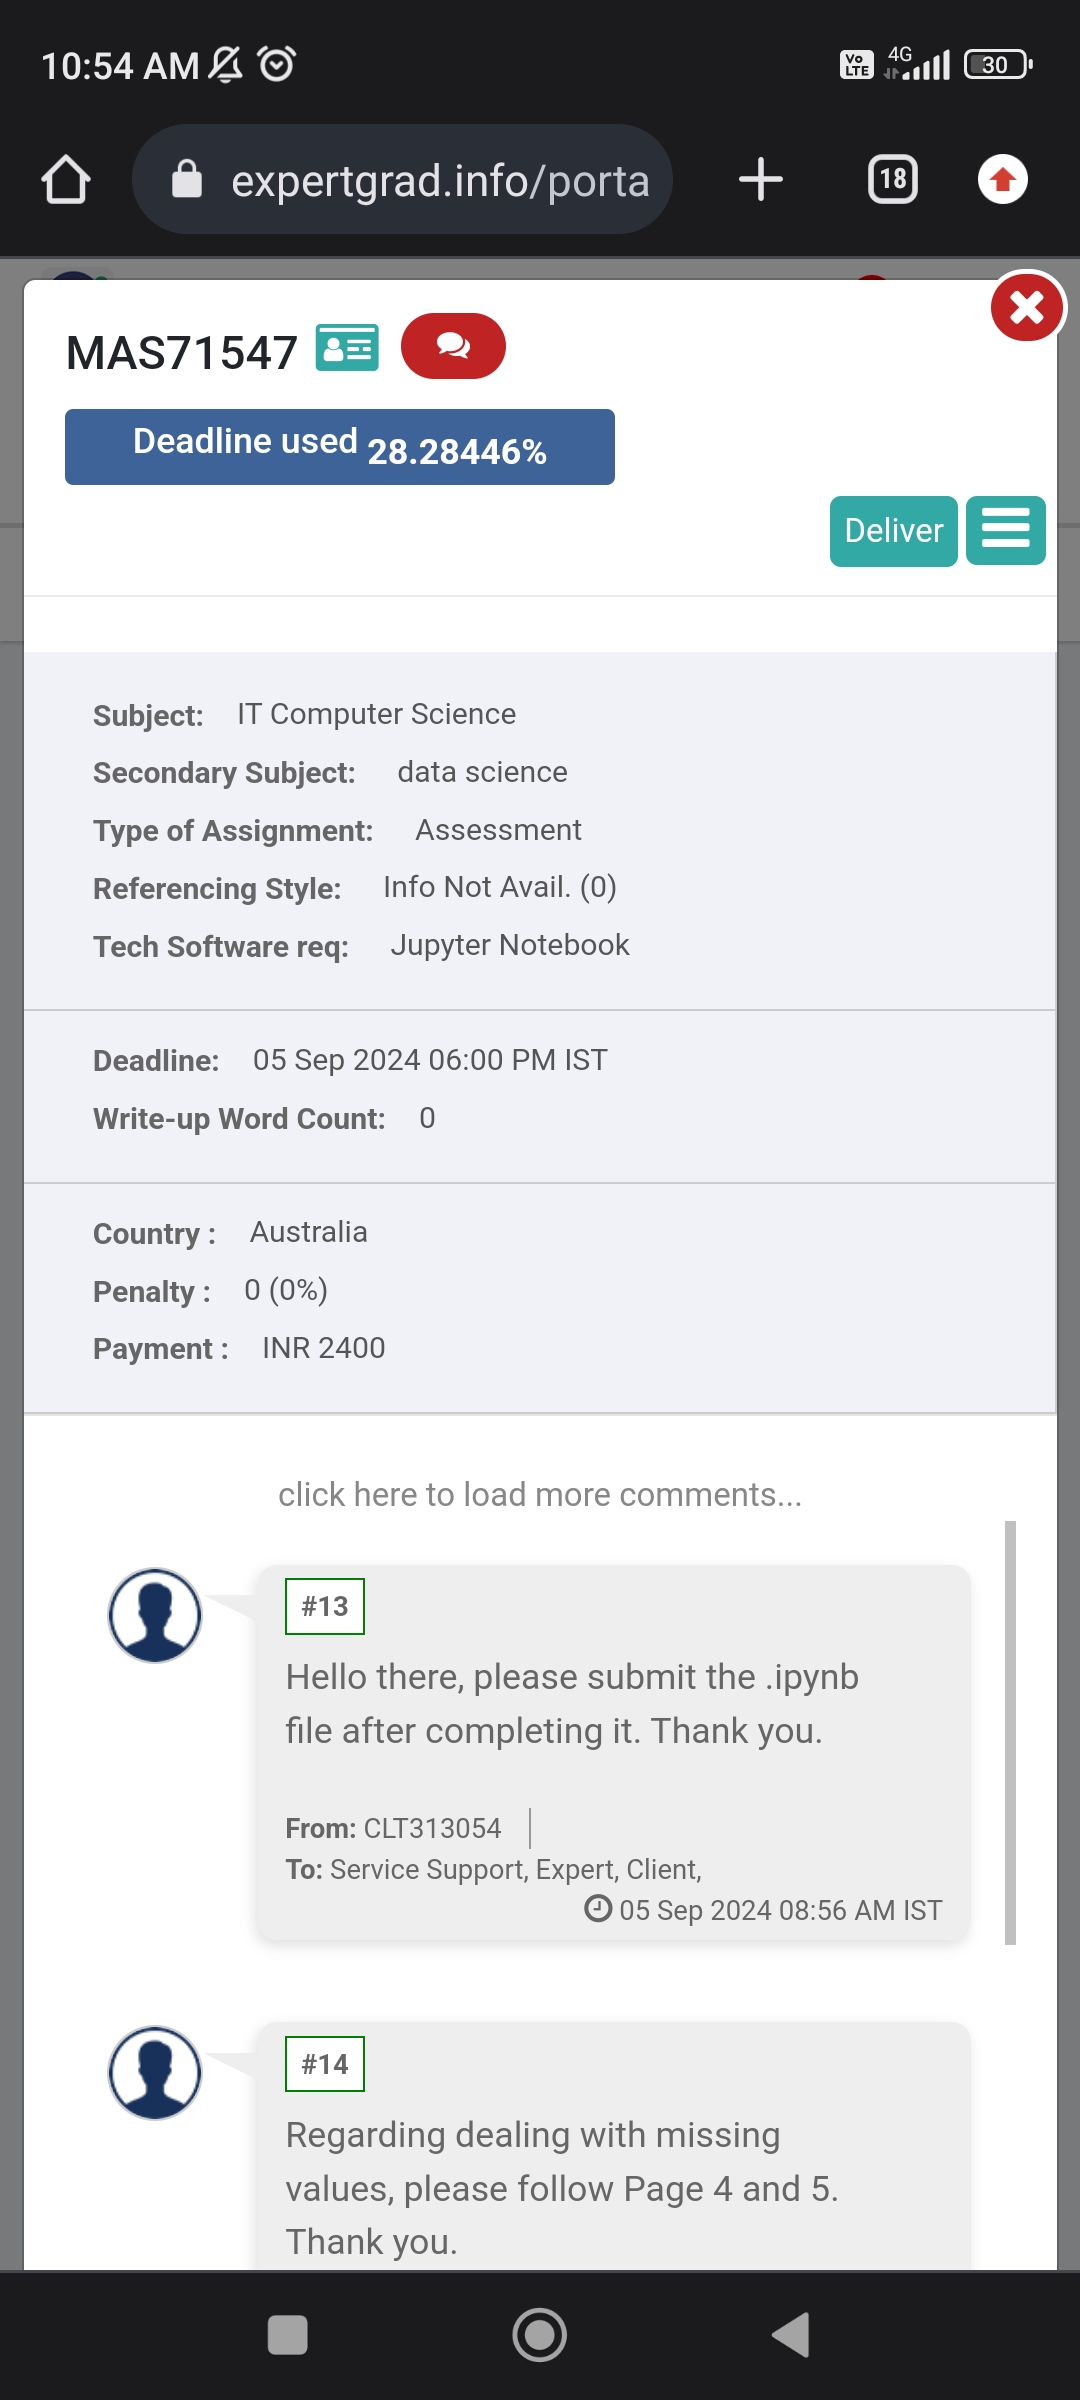 10:54 AM
Vo LTE 4G 30
expertgrad.info/porta
18
MAS71547
Deadline used 28.28446%
Deliver
Subject: IT Computer Science
Secondary Subject: data science
Type of Assignment: Assessment
Referencing Style: Info Not Avail. (0)
Tech Software req: Jupyter Notebook
Deadline: 05 Sep 2024 06:00 PM IST
Write-up Word Count: 0
Country : Australia
Penalty : 0 (0%)
Payment : INR 2400
click here to load more comments...
#13
Hello there, please submit the .ipynb
file after completing it. Thank you.
From: CLT313054
To: Service Support, Expert, Client,
05 Sep 2024 08:56 AM IST
#14
Regarding dealing with missing
values, please follow Page 4 and 5.
Thank you.